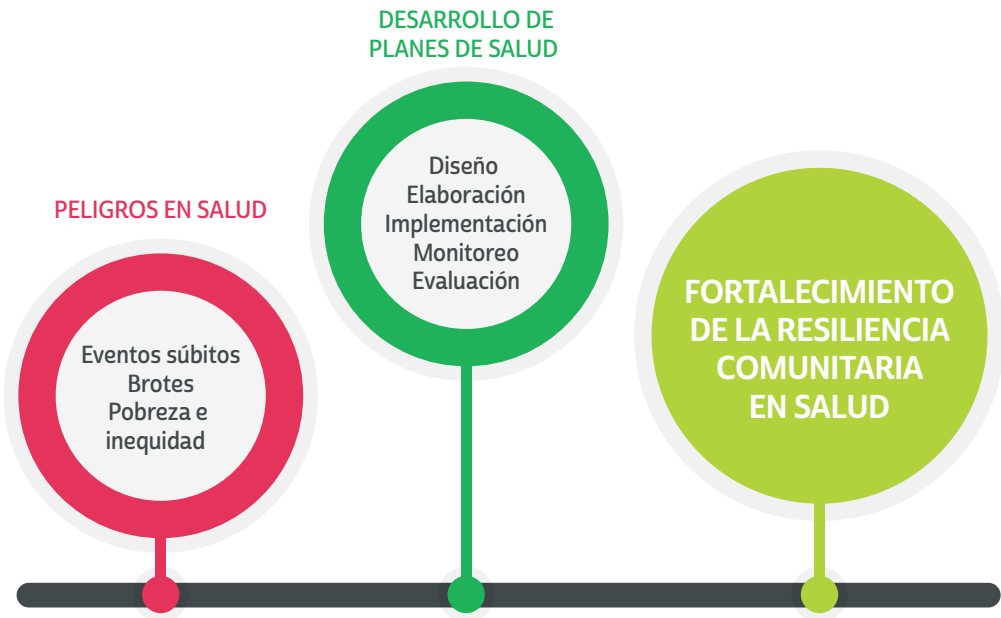 PELIGROS EN SALUD
Eventos súbitos
Brotes
Pobreza e
inequidad
DESARROLLO DE
PLANES DE SALUD
Diseño
Elaboración
Implementación
Monitoreo
Evaluación
FORTALECIMIENTO
DE LA RESILIENCIA
COMUNITARIA
EN SALUD